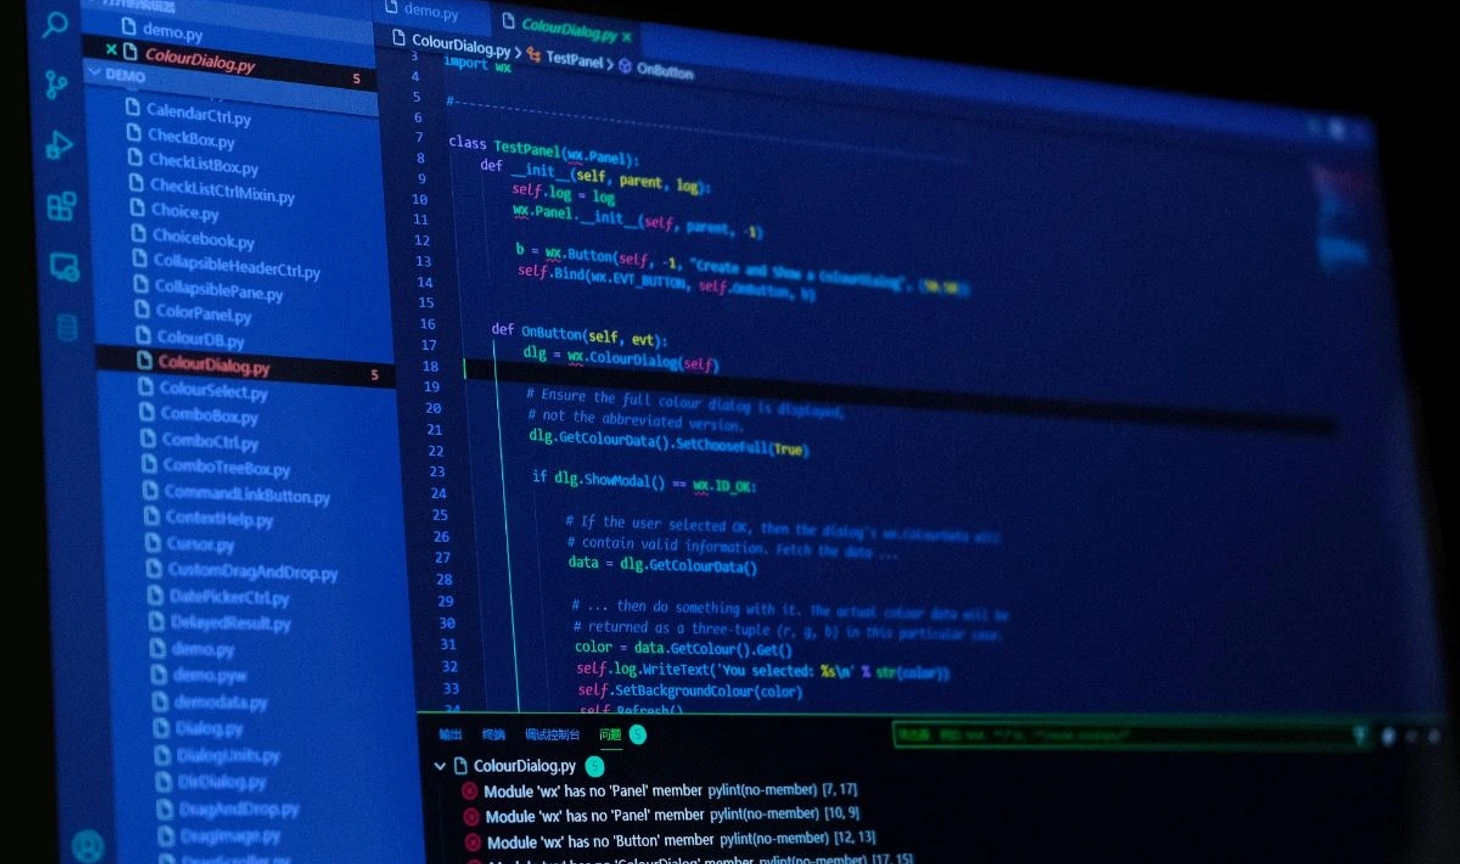 demo.py
ColourDialog.py 5
DEMO
CalendarCtrl.py
CheckBox.py
CheckListBox.py
CheckListCtrlMixin.py
Choice.py
Choicebook.py
CollapsibleHeaderCtrl.py
CollapsiblePane.py
ColorPanel.py
ColourDB.py
ColourDialog.py 5
ColourSelect.py
ComboBox.py
ComboCtrl.py
ComboTreeBox.py
CommandLinkButton.py
ContextHelp.py
Cursor.py
CustomDragAndDrop.py
DatePickerCtrl.py
DelayedResult.py
demo.py
demo.pyw
demodata.py
Dialog.py
DialogUnits.py
DirDialog.py
DragAndDrop.py
DragImage.py
demo.py ColourDialog.py ×
ColourDialog.py > TestPanel > OnButton
3 import wx
4
5 #
6
7 class TestPanel(wx.Panel):
8 def __init__(self, parent, log):
9 self.log = log
10 wx.Panel.__init__(self, parent, -1)
11
12 b = wx.Button(self, -1, "Create and Show a ColourDialog", (50,50))
13 self.Bind(wx.EVT_BUTTON, self.OnButton, b)
14
15
16 def OnButton(self, evt):
17 dlg = wx.ColourDialog(self)
18
19 # Ensure the full colour dialog is displayed,
20 # not the abbreviated version.
21 dlg.GetColourData().SetChooseFull(True)
22
23 if dlg.ShowModal() == wx.ID_OK:
24
25 # If the user selected OK, then the dialog's wx.ColourData will
26 # contain valid information. Fetch the data ...
27 data = dlg.GetColourData()
28
29 # ... then do something with it. The actual colour data will be
30 # returned as a three-tuple (r, g, b) in this particular case.
31 color = data.GetColour().Get()
32 self.log.WriteText('You selected: %s\n' % str(color))
33 self.SetBackgroundColour(color)
34 self.Refresh()
输出 终端 调试控制台 问题 5
ColourDialog.py 5
Module 'wx' has no 'Panel' member pylint(no-member) [7, 17]
Module 'wx' has no 'Panel' member pylint(no-member) [10, 9]
Module 'wx' has no 'Button' member pylint(no-member) [12, 13]
Module 'wx' has no 'ColourDialog' member pylint(no-member) [17, 15]